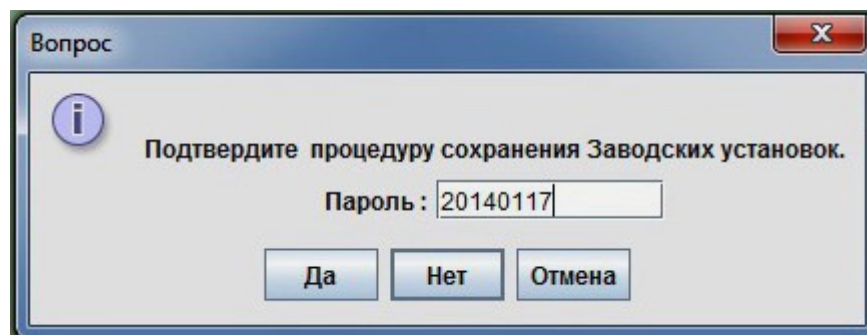 Вопрос
Подтвердите процедуру сохранения Заводских установок.
Пароль : 20140117
Да Нет Отмена